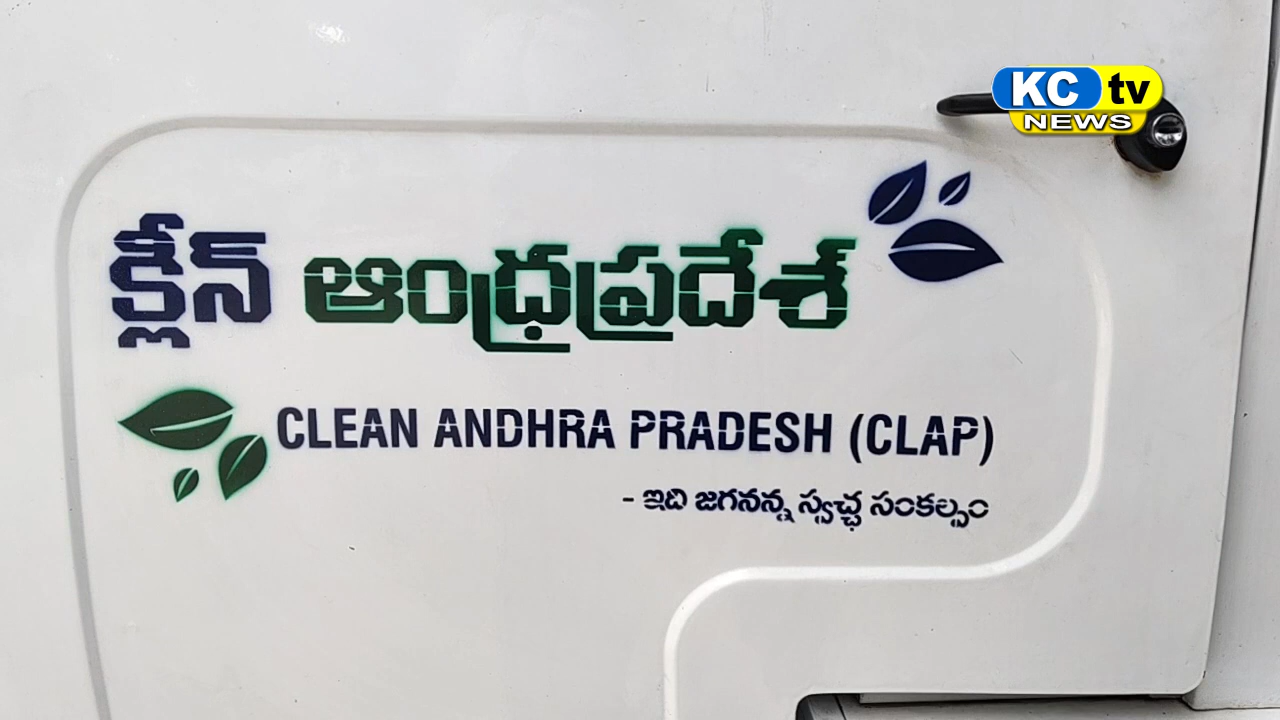 KC tv
NEWS
క్లీన్ ఆంధ్రప్రదేశ్
CLEAN ANDHRA PRADESH (CLAP)
- ఇది జగనన్న స్వచ్ఛ సంకల్పం